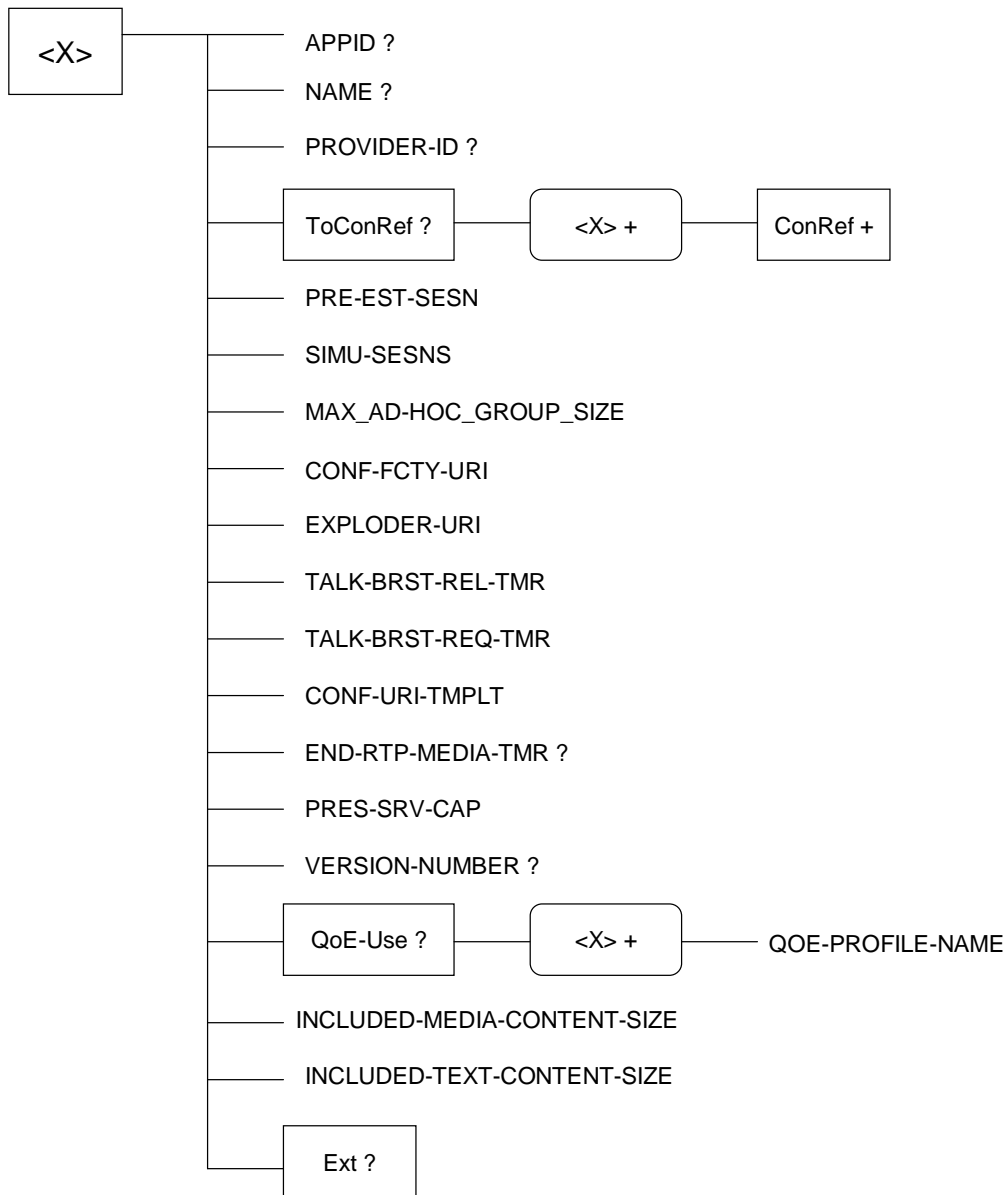 <X>
APPID ?
NAME ?
PROVIDER-ID ?
ToConRef ? <X> + ConRef +
PRE-EST-SESN
SIMU-SESNS
MAX_AD-HOC_GROUP_SIZE
CONF-FCTY-URI
EXPLODER-URI
TALK-BRST-REL-TMR
TALK-BRST-REQ-TMR
CONF-URI-TMPLT
END-RTP-MEDIA-TMR ?
PRES-SRV-CAP
VERSION-NUMBER ?
QoE-Use ? <X> + QOE-PROFILE-NAME
INCLUDED-MEDIA-CONTENT-SIZE
INCLUDED-TEXT-CONTENT-SIZE
Ext ?